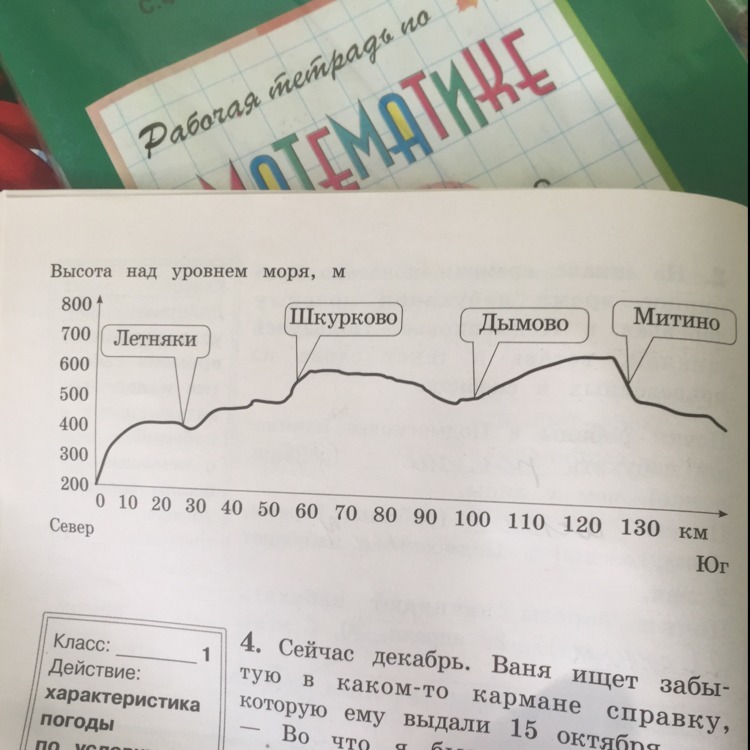 Рабочая тетрадь по
МАТЕМАТИКЕ
Высота над уровнем моря, м
800
700
600
500
400
300
200
Летняки
Шкурково
Дымово
Митино
0 10 20 30 40 50 60 70 80 90 100 110 120 130 км
Север
Юг
Класс: 1
Действие:
характеристика
погоды
4. Сейчас декабрь. Ваня ищет забы-
тую в каком-то кармане справку,
которую ему выдали 15 октября
— Во что я